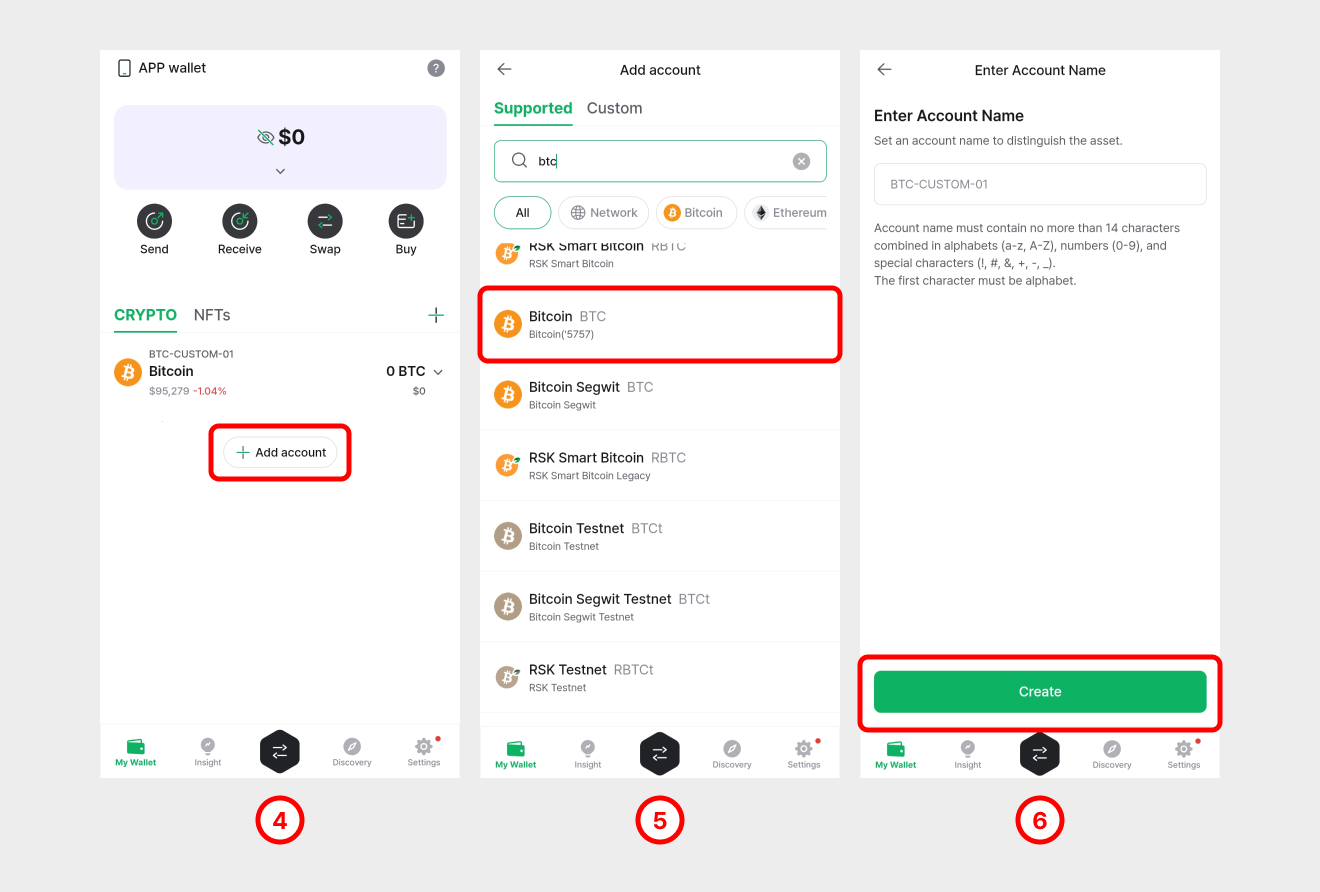 APP wallet
?
$0
Send
Receive
Swap
Buy
CRYPTO NFTs
BTC-CUSTOM-01
Bitcoin
0 BTC
$95,279 -1.04%
$0
Add account
My Wallet
Insight
Discovery
Settings
4
Add account
Supported Custom
btc
All
Network
Bitcoin
Ethereum
RSK Smart Bitcoin RBTC
RSK Smart Bitcoin
Bitcoin BTC
Bitcoin('5757)
Bitcoin Segwit BTC
Bitcoin Segwit
RSK Smart Bitcoin RBTC
RSK Smart Bitcoin Legacy
Bitcoin Testnet BTCt
Bitcoin Testnet
Bitcoin Segwit Testnet BTCt
Bitcoin Segwit Testnet
RSK Testnet RBTCt
RSK Testnet
My Wallet
Insight
Discovery
Settings
5
Enter Account Name
Enter Account Name
Set an account name to distinguish the asset.
BTC-CUSTOM-01
Account name must contain no more than 14 characters
combined in alphabets (a-z, A-Z), numbers (0-9), and
special characters (!, #, &, +, -, _).
The first character must be alphabet.
Create
My Wallet
Insight
Discovery
Settings
6